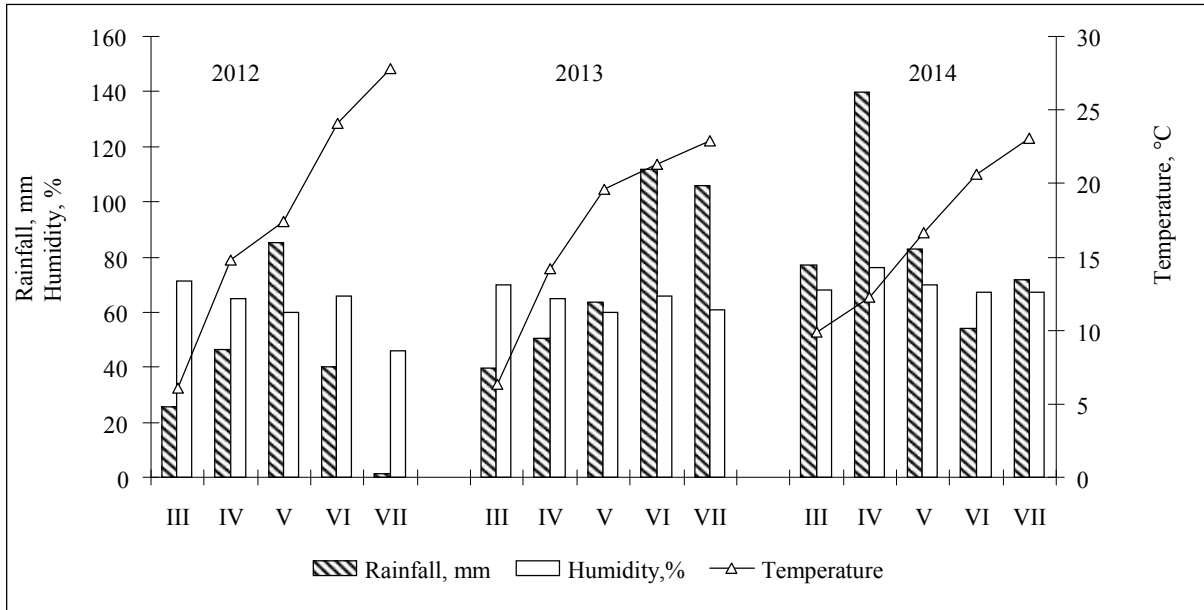 2012 2013 2014
Rainfall, mm
Humidity, %
160
140
120
100
80
60
40
20
0
30
25
20
15
10
5
0
Temperature, °C
III IV V VI VII III IV V VI VII III IV V VI VII
Rainfall, mm Humidity,% Temperature